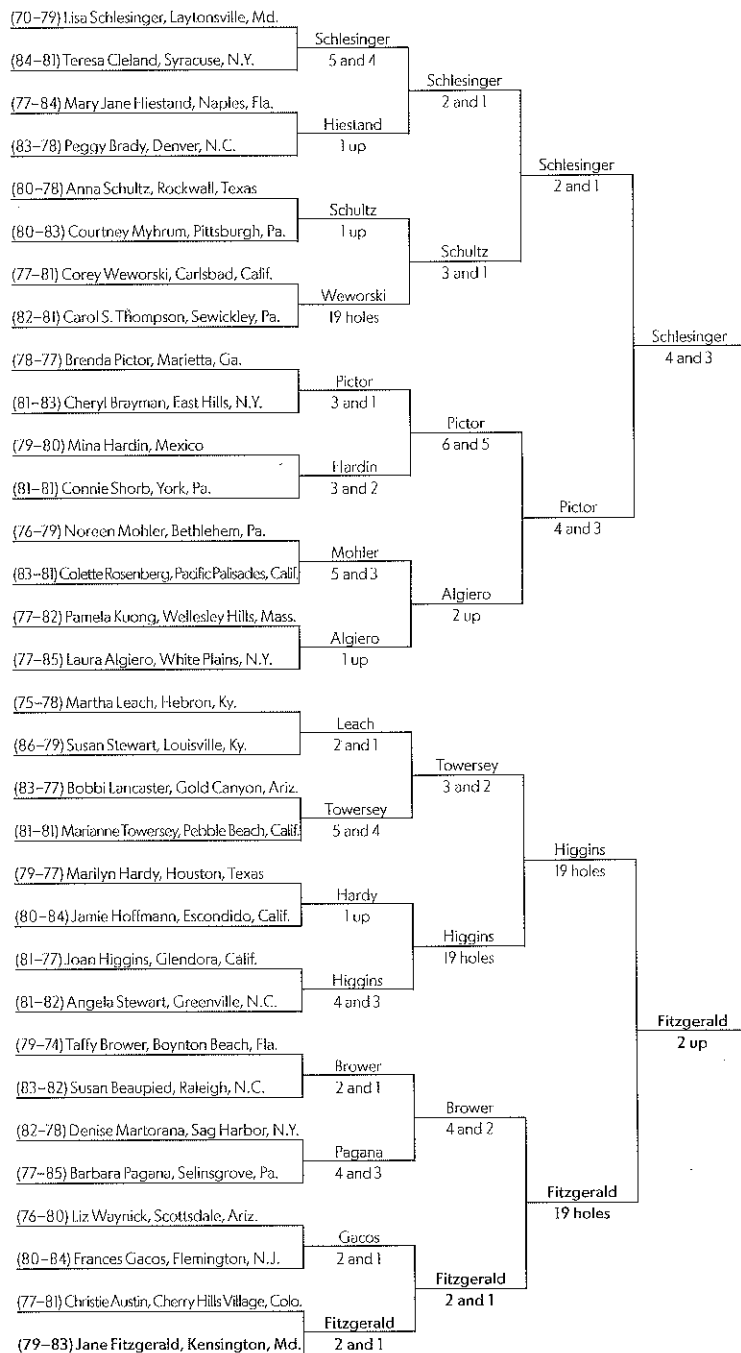 (70–79) Lisa Schlesinger, Laytonsville, Md.
Schlesinger
5 and 4
(84–81) Teresa Cleland, Syracuse, N.Y.
Schlesinger
2 and 1
(77–84) Mary Jane Hiestand, Naples, Fla.
Hiestand
1 up
(83–78) Peggy Brady, Denver, N.C.
Schlesinger
2 and 1
(80–78) Anna Schultz, Rockwall, Texas
Schultz
1 up
(80–83) Courtney Myhrum, Pittsburgh, Pa.
Schultz
3 and 1
(77–81) Corey Weworski, Carlsbad, Calif.
Weworski
19 holes
(82–81) Carol S. Thompson, Sewickley, Pa.
Schlesinger
4 and 3
(78–77) Brenda Pictor, Marietta, Ga.
Pictor
3 and 1
(81–83) Cheryl Brayman, East Hills, N.Y.
Pictor
6 and 5
(79–80) Mina Hardin, Mexico
Hardin
3 and 2
(81–81) Connie Shorb, York, Pa.
Pictor
4 and 3
(76–79) Noreen Mohler, Bethlehem, Pa.
Mohler
5 and 3
(83–81) Colette Rosenberg, Pacific Palisades, Calif.
Algiero
2 up
(77–82) Pamela Kuong, Wellesley Hills, Mass.
Algiero
1 up
(77–85) Laura Algiero, White Plains, N.Y.
(75–78) Martha Leach, Hebron, Ky.
Leach
2 and 1
(86–79) Susan Stewart, Louisville, Ky.
Towersey
3 and 2
(83–77) Bobbi Lancaster, Gold Canyon, Ariz.
Towersey
5 and 4
(81–81) Marianne Towersey, Pebble Beach, Calif.
Higgins
19 holes
(79–77) Marilyn Hardy, Houston, Texas
Hardy
1 up
(80–84) Jamie Hoffmann, Escondido, Calif.
Higgins
19 holes
(81–77) Joan Higgins, Glendora, Calif.
Higgins
4 and 3
(81–82) Angela Stewart, Greenville, N.C.
Fitzgerald
2 up
(79–74) Taffy Brower, Boynton Beach, Fla.
Brower
2 and 1
(83–82) Susan Beaupied, Raleigh, N.C.
Brower
4 and 2
(82–78) Denise Martorana, Sag Harbor, N.Y.
Pagana
4 and 3
(77–85) Barbara Pagana, Selinsgrove, Pa.
Fitzgerald
19 holes
(76–80) Liz Waynick, Scottsdale, Ariz.
Gacos
2 and 1
(80–84) Frances Gacos, Flemington, N.J.
Fitzgerald
2 and 1
(77–81) Christie Austin, Cherry Hills Village, Colo.
Fitzgerald
2 and 1
(79–83) Jane Fitzgerald, Kensington, Md.